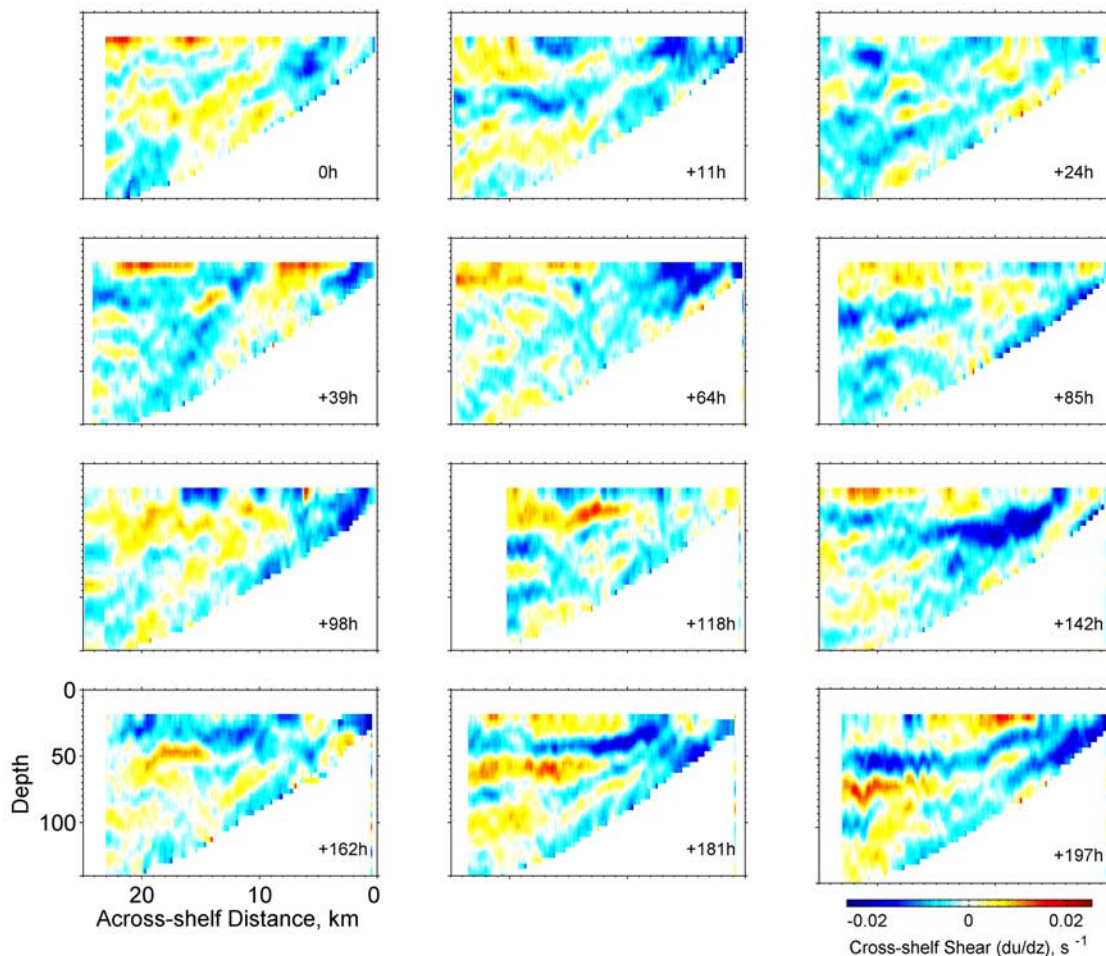 0h
+11h
+24h
+39h
+64h
+85h
+98h
+118h
+142h
0
50
100
Depth
+162h
+181h
+197h
20 10 0
Across-shelf Distance, km
-0.02 0 0.02
Cross-shelf Shear (du/dz), s -1